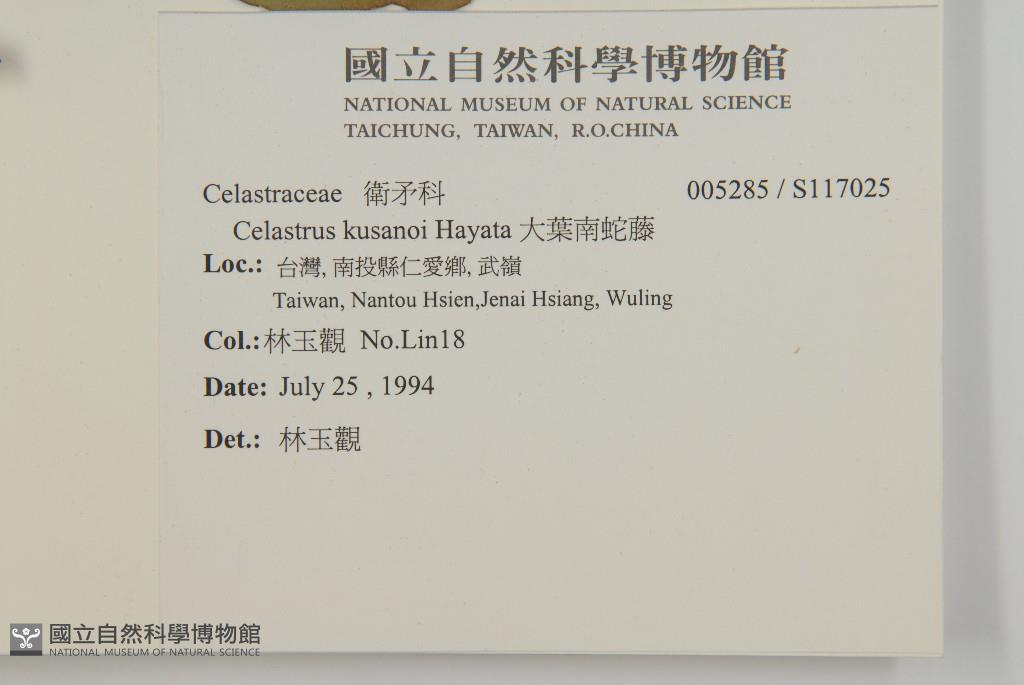 國立自然科學博物館
NATIONAL MUSEUM OF NATURAL SCIENCE
TAICHUNG, TAIWAN, R.O.CHINA
Celastraceae 衛矛科 005285 / S117025
Celastrus kusanoi Hayata 大葉南蛇藤
Loc.: 台灣, 南投縣仁愛鄉, 武嶺
Taiwan, Nantou Hsien,Jenai Hsiang, Wuling
Col.:林玉觀 No.Lin18
Date: July 25 , 1994
Det.: 林玉觀
國立自然科學博物館
NATIONAL MUSEUM OF NATURAL SCIENCE